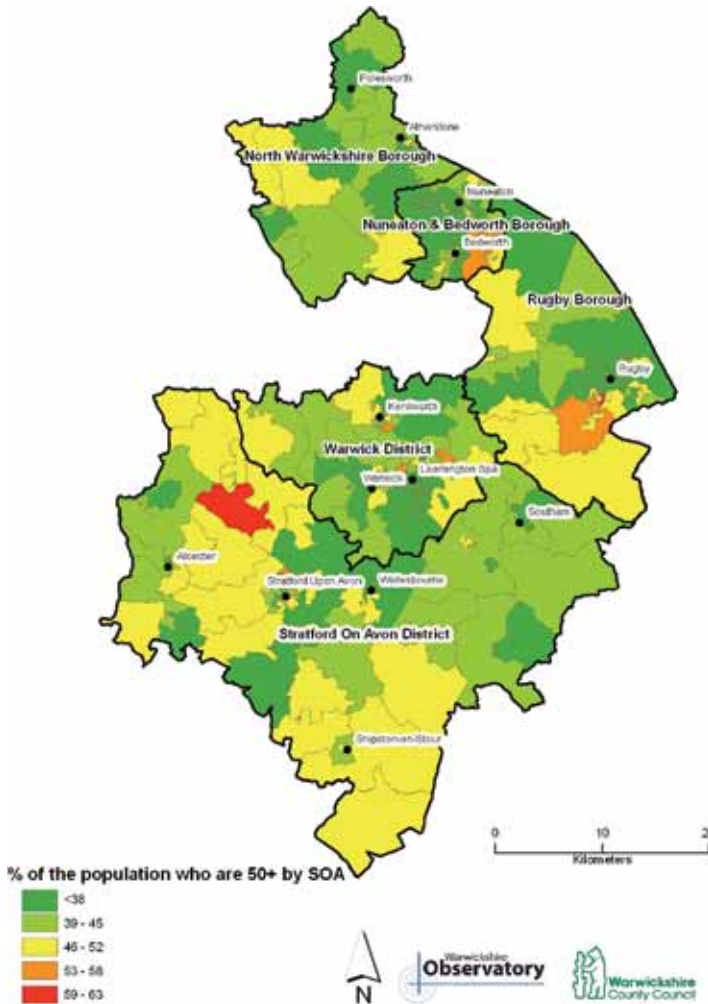 Polesworth
Atherstone
North Warwickshire Borough
Nuneaton
Nuneaton & Bedworth Borough
Bedworth
Rugby Borough
Rugby
Kenilworth
Warwick District
Leamington Spa
Warwick
Southam
Alcester
Stratford Upon Avon
Wellesbourne
Stratford On Avon District
Shipston-on-Stour
0 10 2
Kilometers
% of the population who are 50+ by SOA
<38
39 - 45
46 - 52
53 - 58
59 - 63
N
Warwickshire
Observatory
Warwickshire
County Council